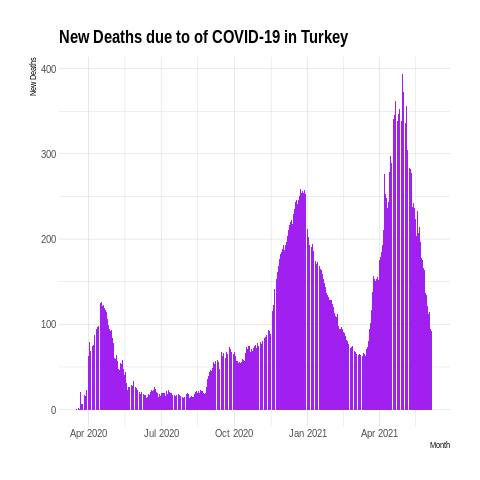 New Deaths due to of COVID-19 in Turkey
New Deaths
400
300
200
100
0
Apr 2020 Jul 2020 Oct 2020 Jan 2021 Apr 2021
Month